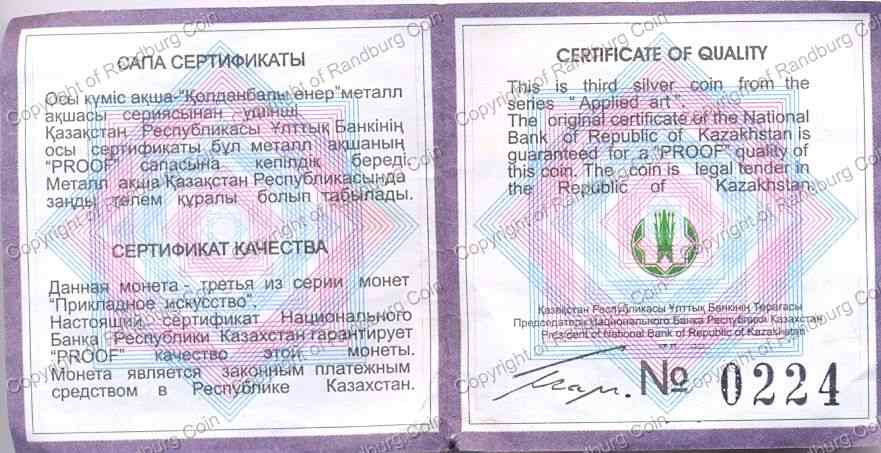 САПА СЕРТИФИКАТЫ
Осы күміс ақша-"Қолданбалы өнер"металл
ақшасы сериясынан үшінші
Қазақстан Республикасы Ұлттық Банкінің
осы сертификаты бұл металл ақшаның
"PROOF" сапасына кепілдік береді.
Металл ақша Қазақстан Республикасында
заңды төлем құралы болып табылады.
СЕРТИФИКАТ КАЧЕСТВА
Данная монета - третья из серии монет
"Прикладное искусство".
Настоящий сертификат Национального
Банка Республики Казахстан гарантирует
"PROOF" качество этой монеты.
Монета является законным платежным
средством в Республике Казахстан.
CERTIFICATE OF QUALITY
This is third silver coin from the
series " Applied art ".
The original certificate of the National
Bank of Republic of Kazakhstan is
guaranteed for a "PROOF" quality of
this coin. The coin is legal tender in
the Republic of Kazakhstan.
Қазақстан Республикасы Ұлттық Банкінің Төрағасы
Председатель Национального Банка Республики Казахстан
President of National Bank of Republic of Kazakhstan
№ 0224
Copyright of Randburg Coin